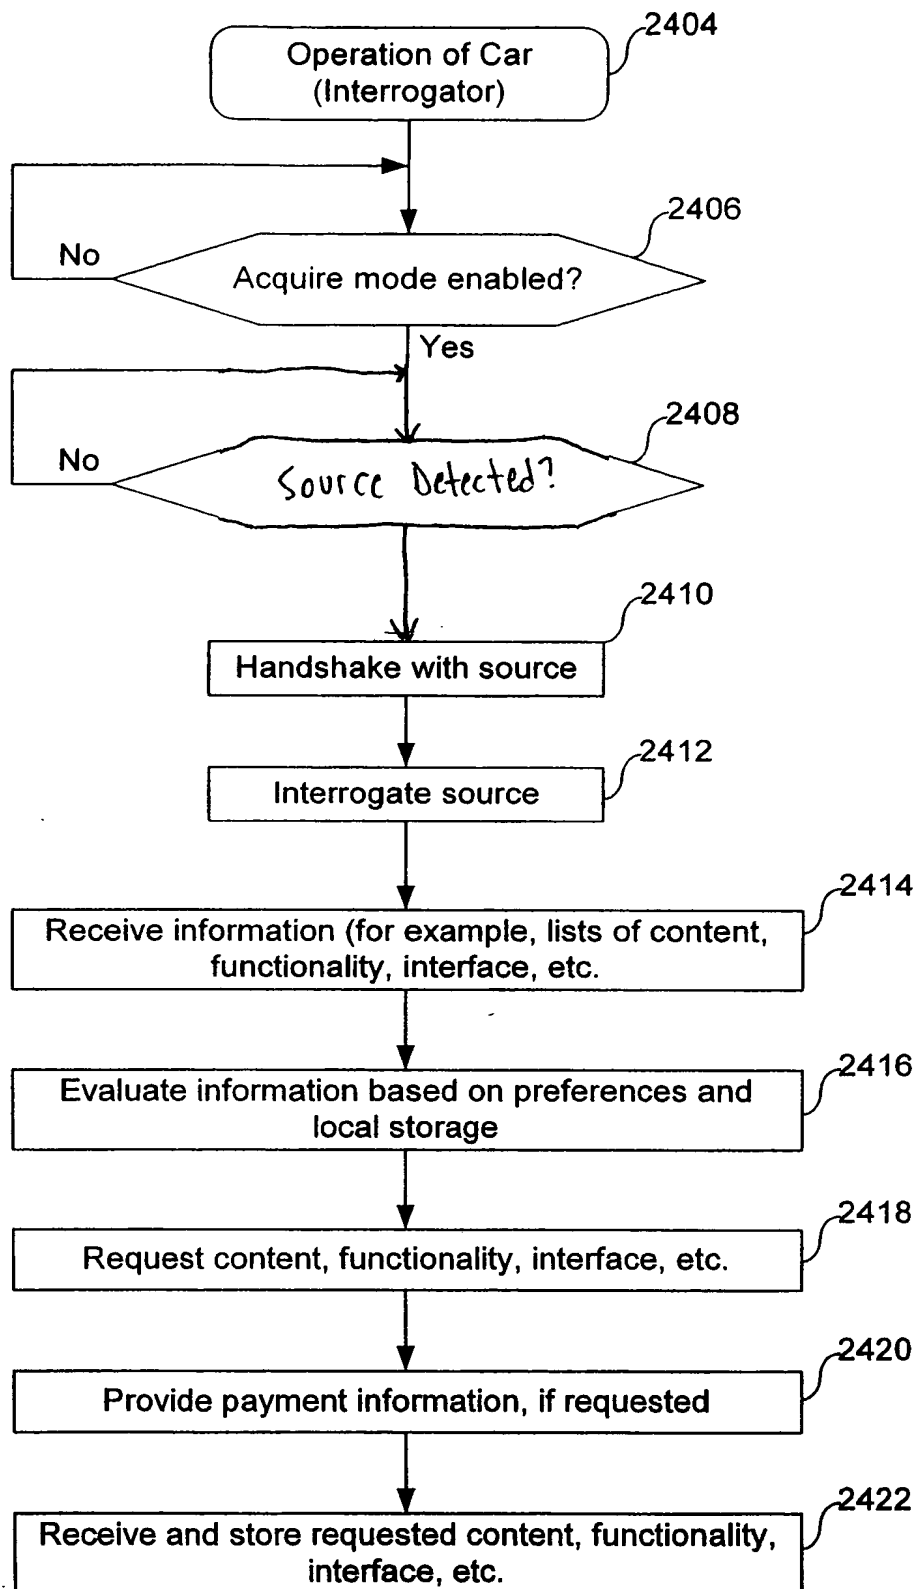 2404
Operation of Car
(Interrogator)
2406
No
Acquire mode enabled?
Yes
2408
No
Source Detected?
2410
Handshake with source
2412
Interrogate source
2414
Receive information (for example, lists of content,
functionality, interface, etc.
2416
Evaluate information based on preferences and
local storage
2418
Request content, functionality, interface, etc.
2420
Provide payment information, if requested
2422
Receive and store requested content, functionality,
interface, etc.